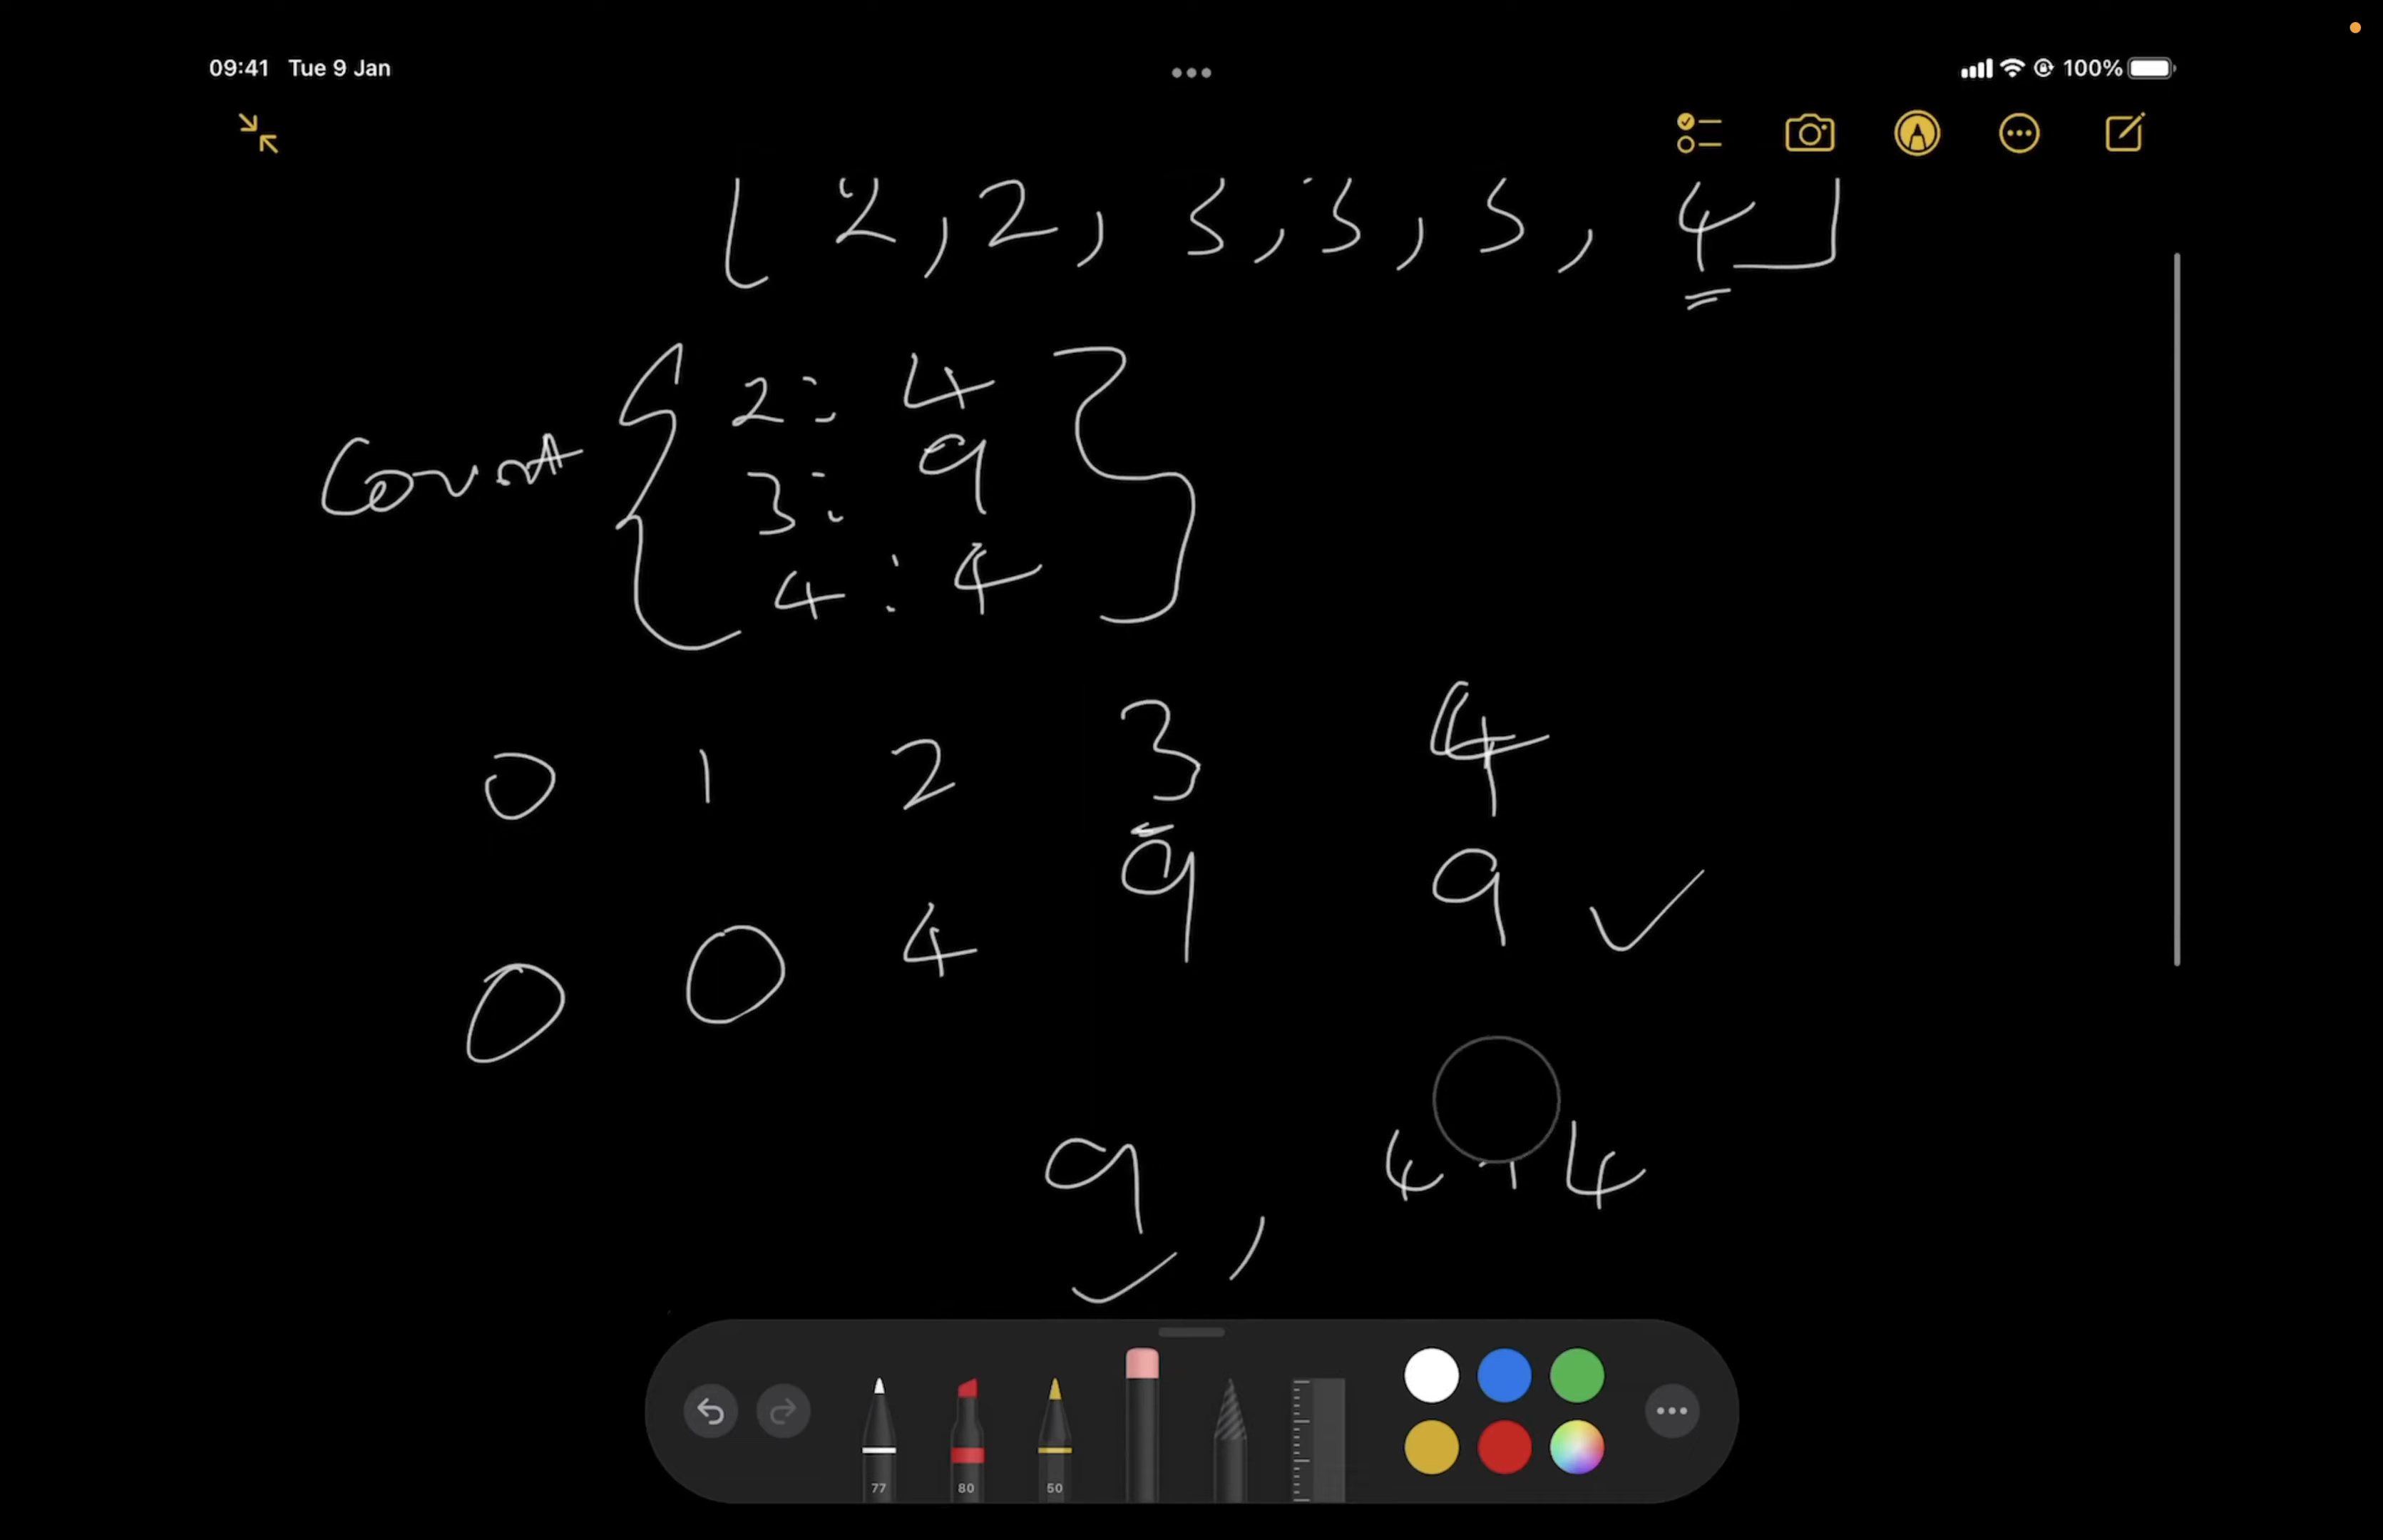 09:41 Tue 9 Jan 100%
[ 2 , 2 , 3 , 3 , 3 , 4 ]
Count { 2 : 4
3 : 9
4 : 4 }
0 1 2 3 4
0 0 4 9 9
9 , 4 + 4
77 80 50